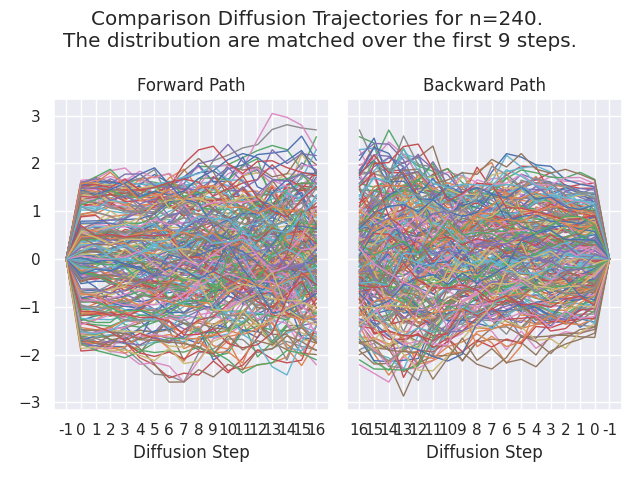 Comparison Diffusion Trajectories for n=240.
The distribution are matched over the first 9 steps.
Forward Path
Backward Path
3
2
1
0
−1
−2
−3
-1 0 1 2 3 4 5 6 7 8 9 10 11 12 13 14 15 16
16 15 14 13 12 11 10 9 8 7 6 5 4 3 2 1 0 -1
Diffusion Step
Diffusion Step